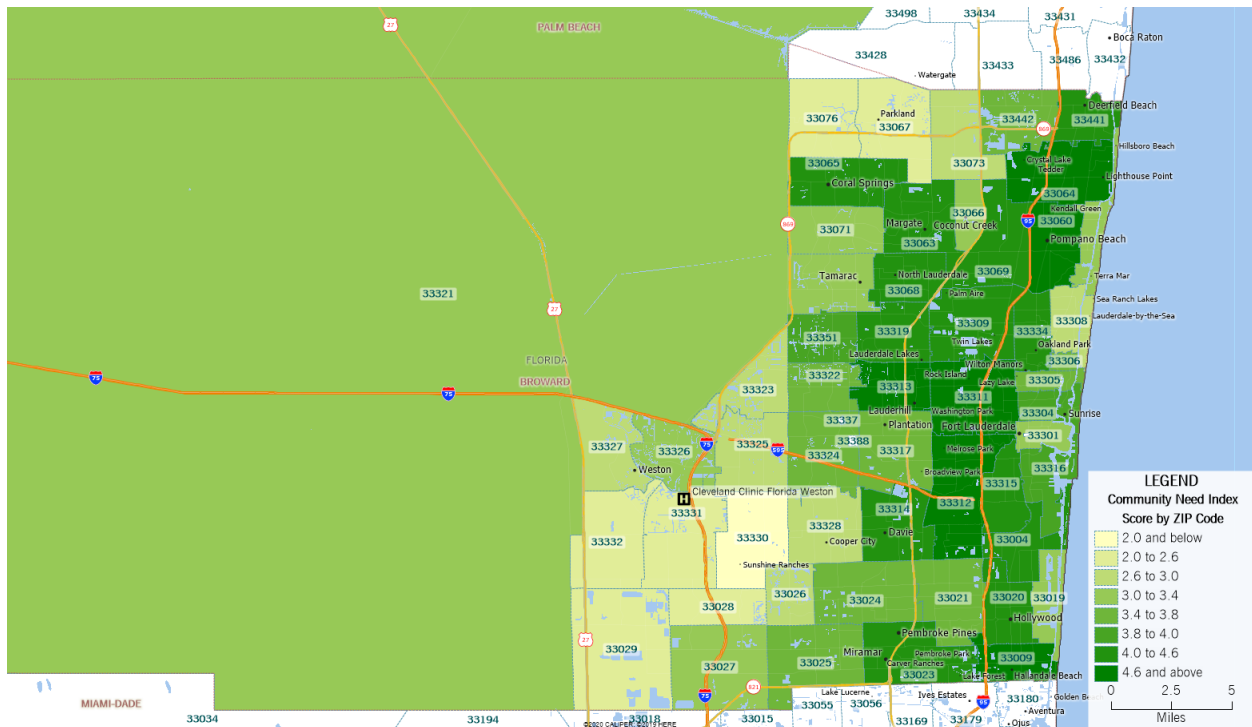 33498
33434
33431
27
PALM BEACH
Boca Raton
33428
33433
33486
33432
Watergate
Deerfield Beach
Parkland
33076
33067
33442
33441
869
Hillsboro Beach
33065
33073
Crystal Lake
Tedder
Lighthouse Point
Coral Springs
33064
Kendall Green
33066
33060
95
869
33071
Margate
Coconut Creek
33063
Pompano Beach
Tamarac
North Lauderdale
33069
Terra Mar
33068
Palm Aire
33321
Sea Ranch Lakes
27
33308
Lauderdale-by-the-Sea
33351
33319
33309
33334
Twin Lakes
Oakland Park
FLORIDA
Lauderdale Lakes
Wilton Manors
33306
75
BROWARD
33322
Rock Island
Lazy Lake
33305
75
33323
33313
33311
Lauderhill
Washington Park
33304
Sunrise
33337
Plantation
Fort Lauderdale
33301
33327
33326
75
33325
595
33388
33324
33317
Melrose Park
Weston
Broadview Park
33316
33315
Cleveland Clinic Florida Weston
H
33331
33314
33312
33332
33330
33328
Davie
33004
Cooper City
Sunshine Ranches
33026
33024
33021
33020
33019
33028
Hollywood
27
33029
Pembroke Pines
Miramar
Pembroke Park
33009
33027
33025
Carver Ranches
33023
Lake Forest
Hallandale Beach
75
821
Lake Lucerne
Ives Estates
95
33180
Golden Beach
MIAMI-DADE
33055
33056
Aventura
33034
33194
33018
33015
33169
33179
Ojus
©2020 CALIPER; ©2019 HERE
LEGEND
Community Need Index
Score by ZIP Code
2.0 and below
2.0 to 2.6
2.6 to 3.0
3.0 to 3.4
3.4 to 3.8
3.8 to 4.0
4.0 to 4.6
4.6 and above
0 2.5 5
Miles